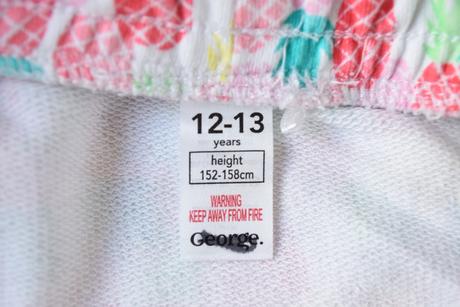 12-13
years
height
152-158cm
WARNING
KEEP AWAY FROM FIRE
George.